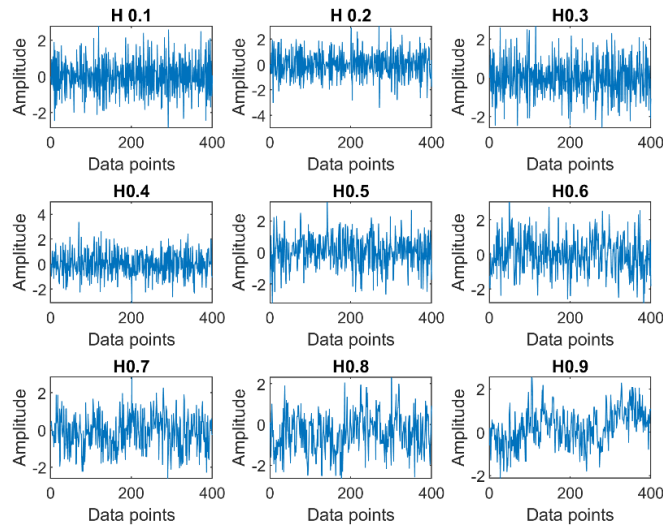 H 0.1
Amplitude
2
0
-2
0
200
400
Data points
H 0.2
Amplitude
2
0
-2
-4
0
200
400
Data points
H0.3
Amplitude
2
0
-2
0
200
400
Data points
H0.4
Amplitude
4
2
0
-2
0
200
400
Data points
H0.5
Amplitude
2
0
-2
0
200
400
Data points
H0.6
Amplitude
2
0
-2
0
200
400
Data points
H0.7
Amplitude
2
0
-2
0
200
400
Data points
H0.8
Amplitude
2
0
-2
0
200
400
Data points
H0.9
Amplitude
2
0
-2
0
200
400
Data points